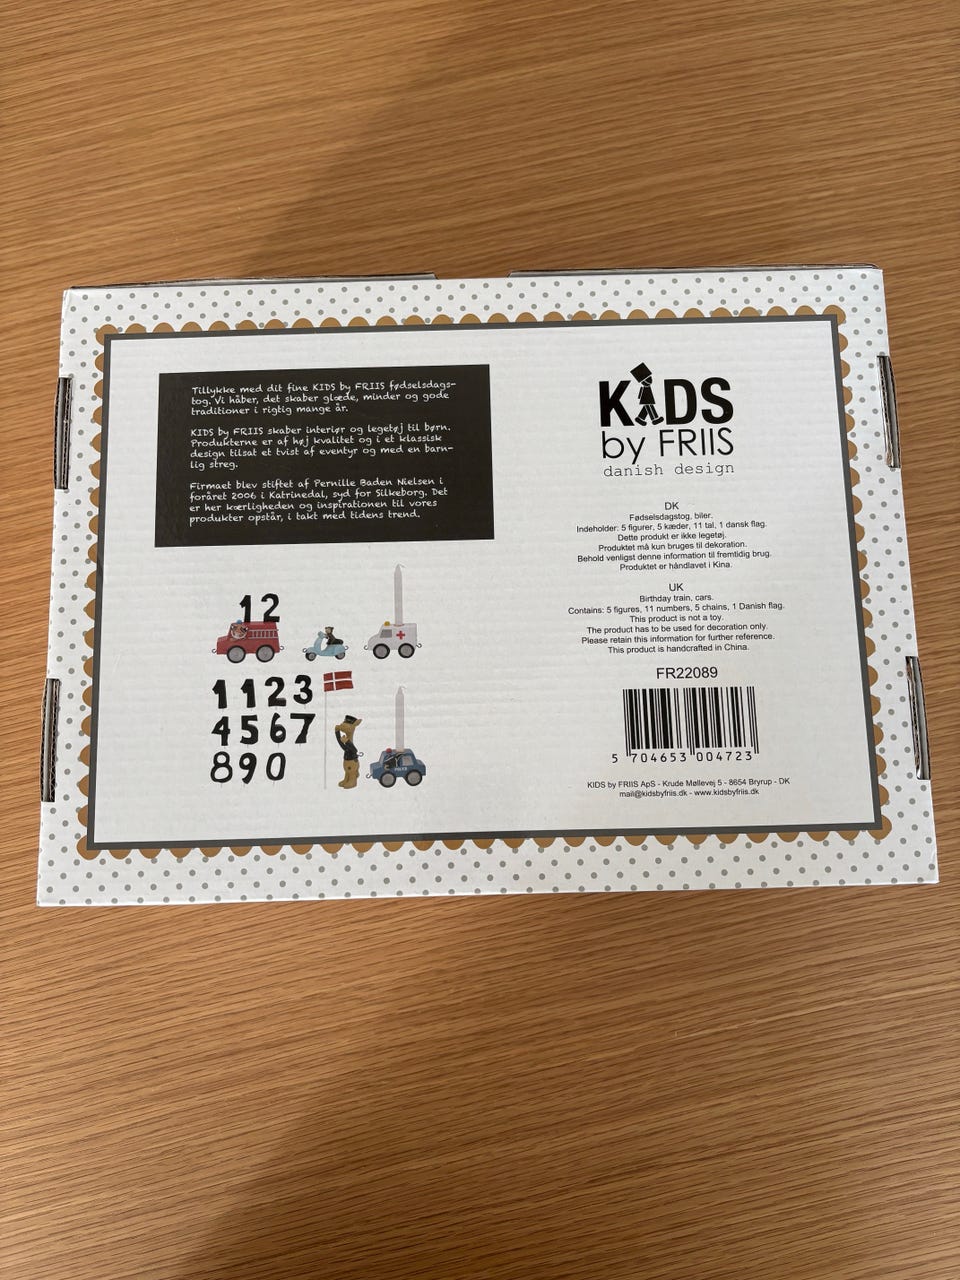 Tillykke med dit fine KIDS by FRIIS fødselsdags-
tog. Vi håber, det skaber glæde, minder og gode
traditioner i rigtig mange år.
KIDS by FRIIS skaber interiør og legetøj til børn.
Produkterne er af høj kvalitet og i et klassisk
design tilsat et tvist af eventyr og med en barn-
lig streg.
Firmaet blev stiftet af Pernille Baden Nielsen i
foråret 2006 i Katrinedal, syd for Silkeborg. Det
er her kærligheden og inspirationen til vores
produkter opstår, i takt med tidens trend.
12
1123
4567
890
POLICE
KIDS
by FRIIS
danish design
DK
Fødselsdagstog, biler.
Indeholder: 5 figurer, 5 kæder, 11 tal, 1 dansk flag.
Dette produkt er ikke legetøj.
Produktet må kun bruges til dekoration.
Behold venligst denne information til fremtidig brug.
Produktet er håndlavet i Kina.
UK
Birthday train, cars.
Contains: 5 figures, 11 numbers, 5 chains, 1 Danish flag.
This product is not a toy.
The product has to be used for decoration only.
Please retain this information for further reference.
This product is handcrafted in China.
FR22089
5 704653 004723
KIDS by FRIIS ApS - Krude Møllevej 5 - 8654 Bryrup - DK
mail@kidsbyfriis.dk - www.kidsbyfriis.dk